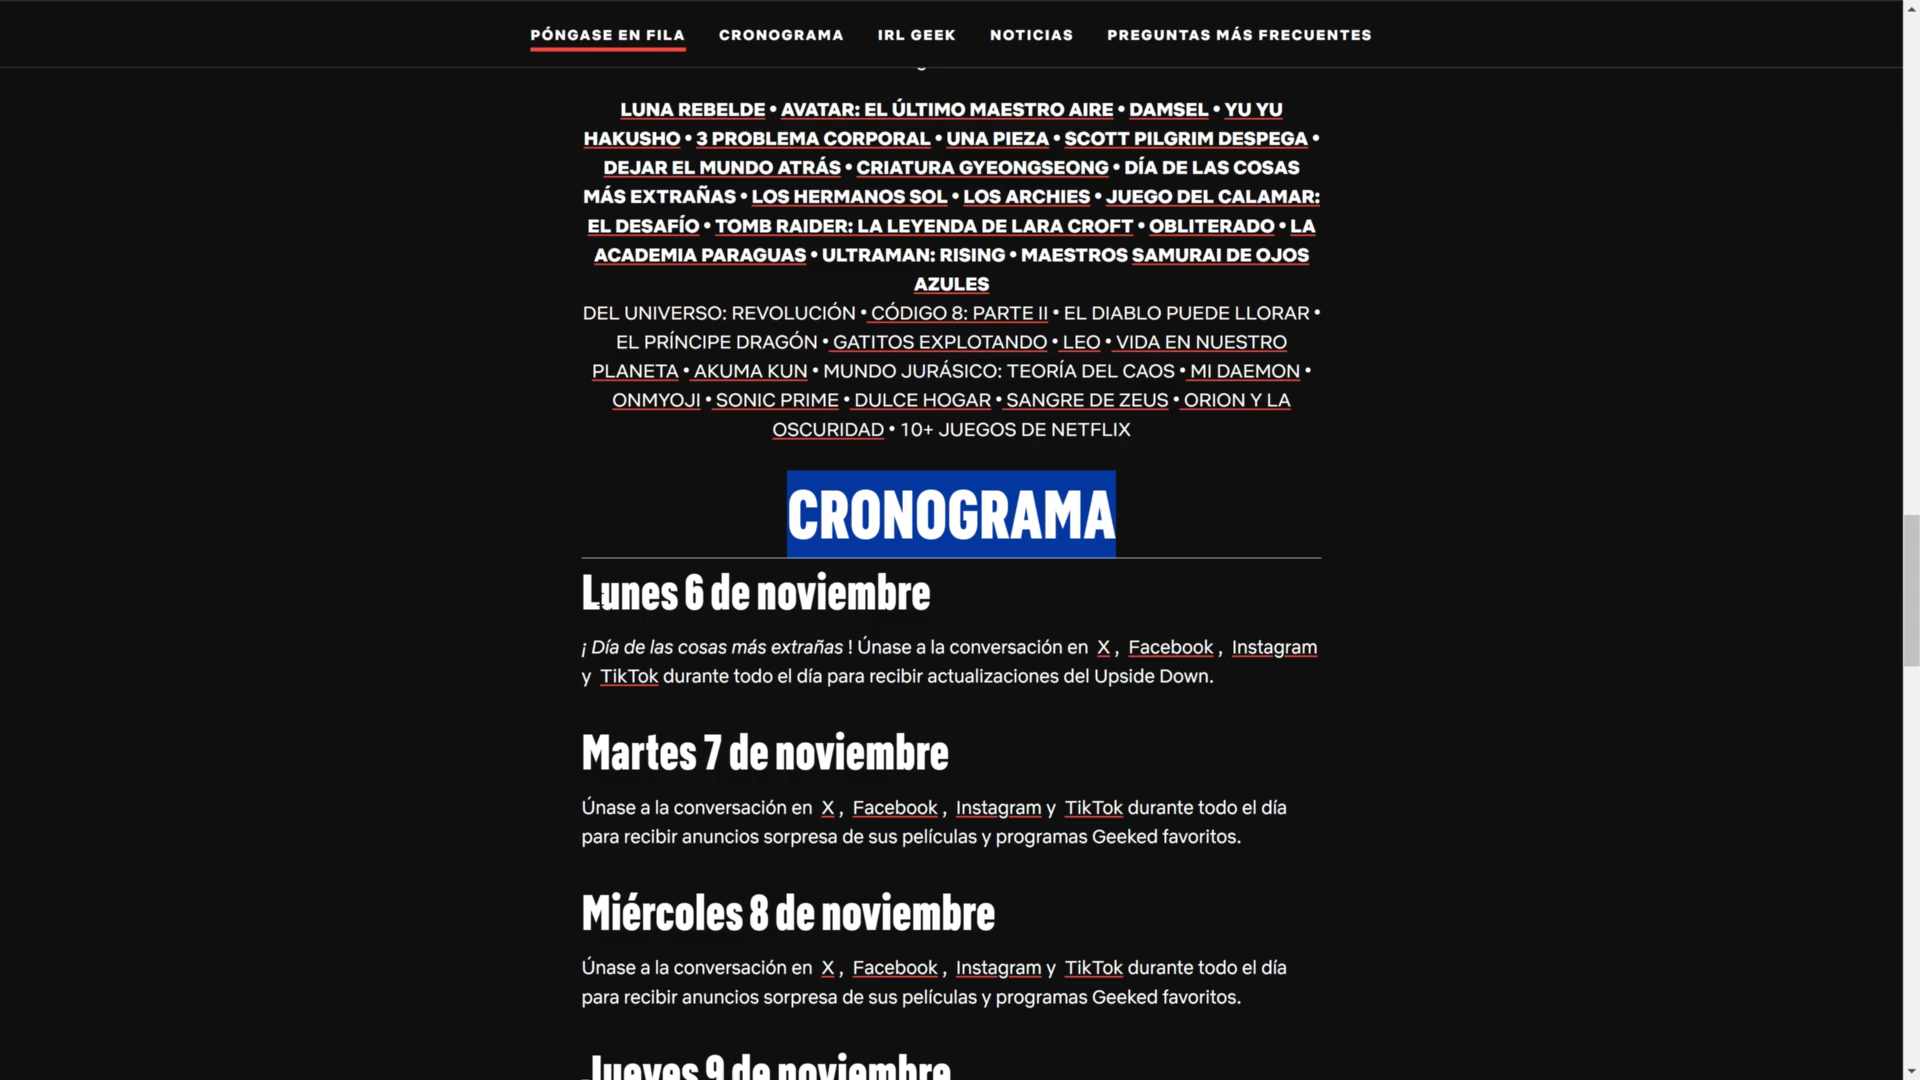 PÓNGASE EN FILA CRONOGRAMA IRL GEEK NOTICIAS PREGUNTAS MÁS FRECUENTES
LUNA REBELDE • AVATAR: EL ÚLTIMO MAESTRO AIRE • DAMSEL • YU YU
HAKUSHO • 3 PROBLEMA CORPORAL • UNA PIEZA • SCOTT PILGRIM DESPEGA •
DEJAR EL MUNDO ATRÁS • CRIATURA GYEONGSEONG • DÍA DE LAS COSAS
MÁS EXTRAÑAS • LOS HERMANOS SOL • LOS ARCHIES • JUEGO DEL CALAMAR:
EL DESAFÍO • TOMB RAIDER: LA LEYENDA DE LARA CROFT • OBLITERADO • LA
ACADEMIA PARAGUAS • ULTRAMAN: RISING • MAESTROS SAMURAI DE OJOS
AZULES
DEL UNIVERSO: REVOLUCIÓN • CÓDIGO 8: PARTE II • EL DIABLO PUEDE LLORAR •
EL PRÍNCIPE DRAGÓN • GATITOS EXPLOTANDO • LEO • VIDA EN NUESTRO
PLANETA • AKUMA KUN • MUNDO JURÁSICO: TEORÍA DEL CAOS • MI DAEMON •
ONMYOJI • SONIC PRIME • DULCE HOGAR • SANGRE DE ZEUS • ORION Y LA
OSCURIDAD • 10+ JUEGOS DE NETFLIX
CRONOGRAMA
Lunes 6 de noviembre
¡ Día de las cosas más extrañas ! Únase a la conversación en X , Facebook , Instagram
y TikTok durante todo el día para recibir actualizaciones del Upside Down.
Martes 7 de noviembre
Únase a la conversación en X , Facebook , Instagram y TikTok durante todo el día
para recibir anuncios sorpresa de sus películas y programas Geeked favoritos.
Miércoles 8 de noviembre
Únase a la conversación en X , Facebook , Instagram y TikTok durante todo el día
para recibir anuncios sorpresa de sus películas y programas Geeked favoritos.
Jueves 9 de noviembre